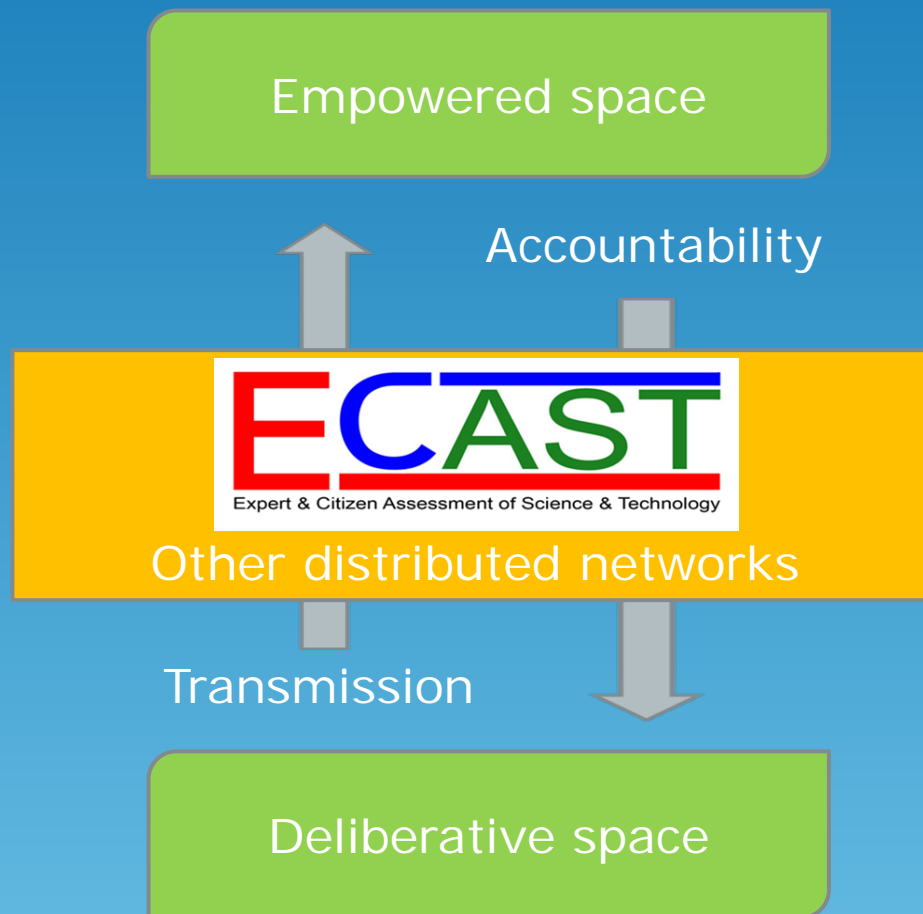 Empowered space
Accountability
ECAST
Expert & Citizen Assessment of Science & Technology
Other distributed networks
Transmission
Deliberative space